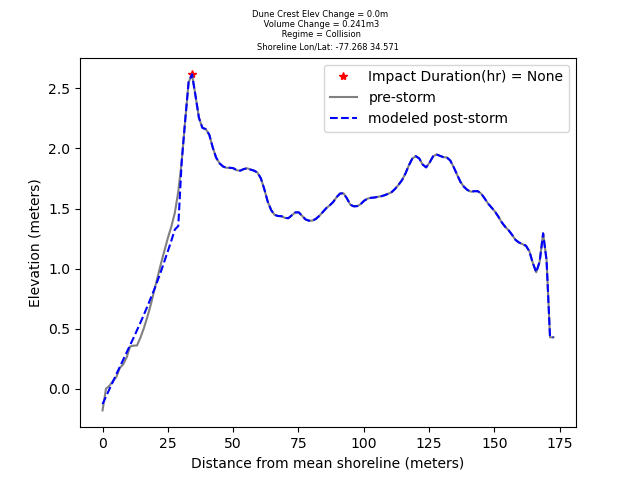 Dune Crest Elev Change = 0.0m
Volume Change = 0.241m3
Regime = Collision
Shoreline Lon/Lat: -77.268 34.571
Impact Duration(hr) = None
pre-storm
modeled post-storm
Elevation (meters)
2.5
2.0
1.5
1.0
0.5
0.0
0 25 50 75 100 125 150 175
Distance from mean shoreline (meters)